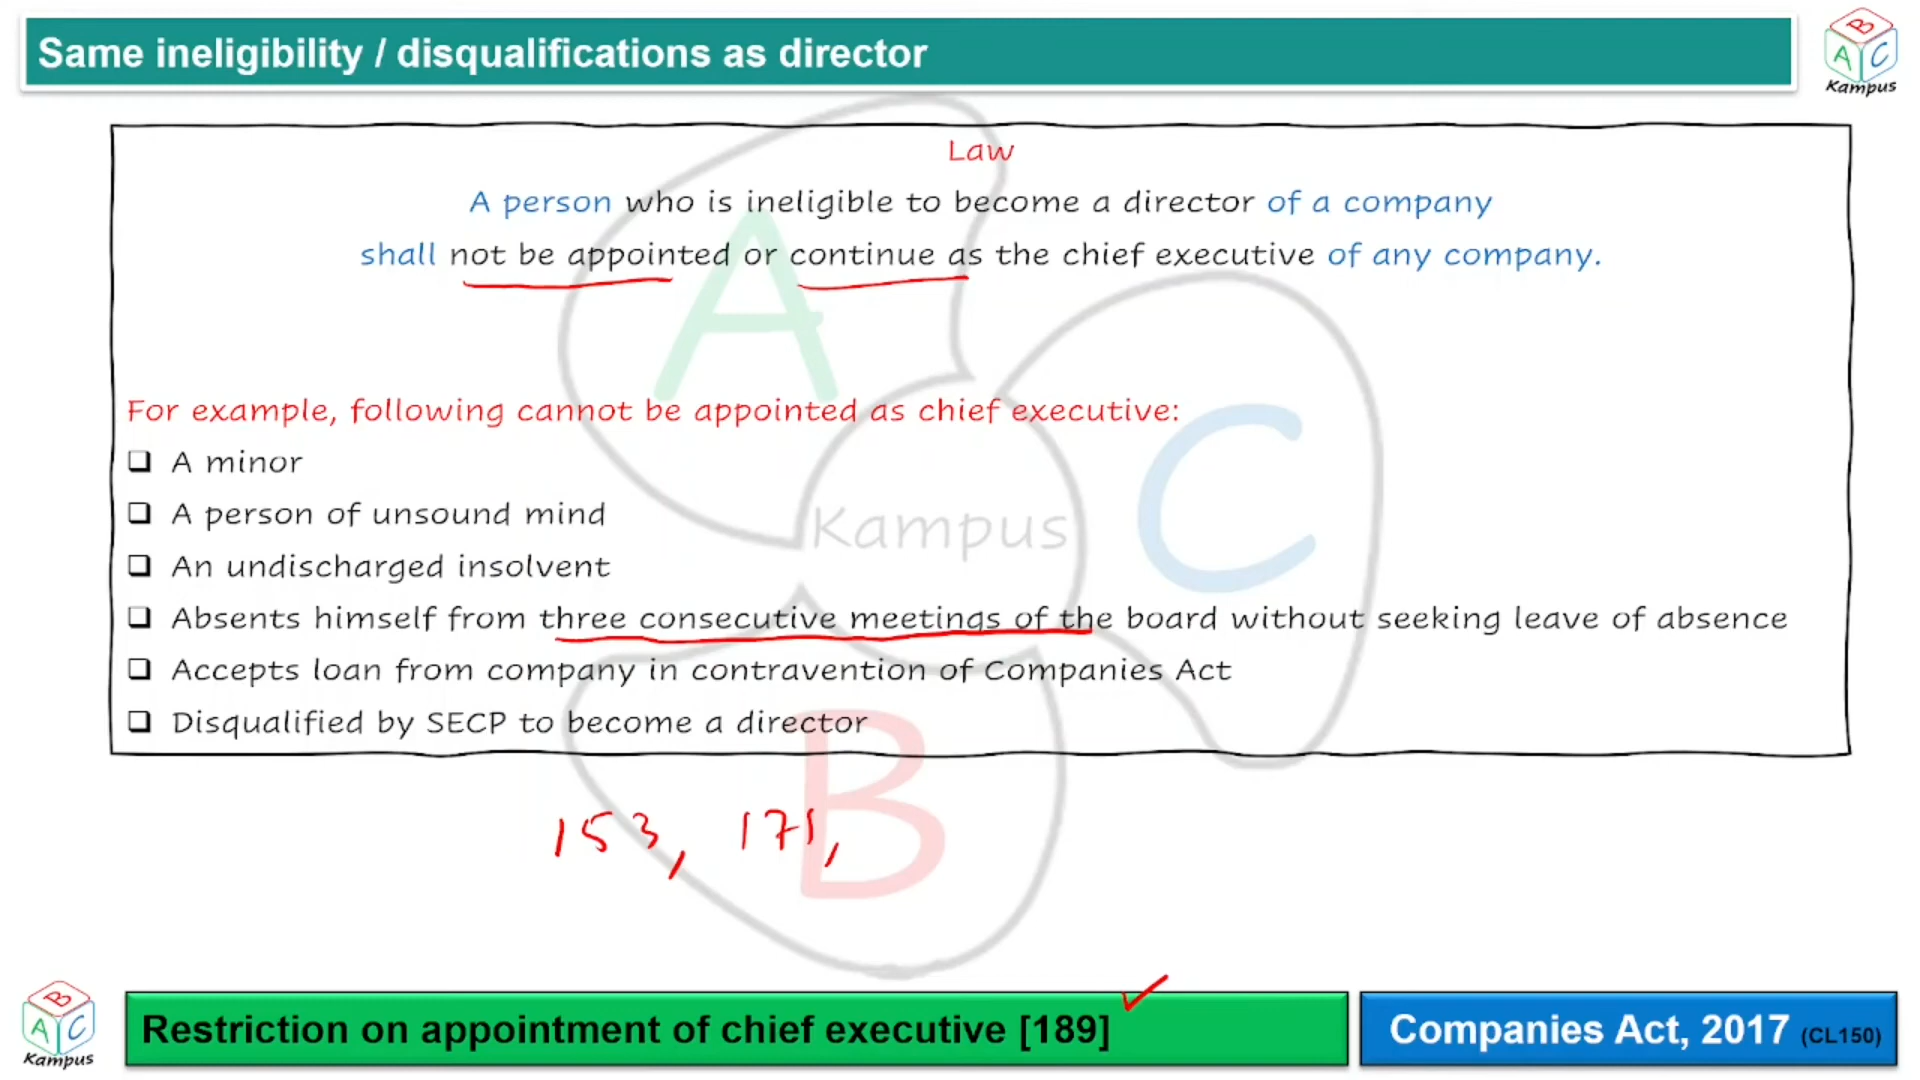 Same ineligibility / disqualifications as director
B
A C
Kampus
Law
A person who is ineligible to become a director of a company
shall not be appointed or continue as the chief executive of any company.
For example, following cannot be appointed as chief executive:
❑ A minor
❑ A person of unsound mind
❑ An undischarged insolvent
❑ Absents himself from three consecutive meetings of the board without seeking leave of absence
❑ Accepts loan from company in contravention of Companies Act
❑ Disqualified by SECP to become a director
A
Kampus
C
B
153, 171,
B
A C
Kampus
Restriction on appointment of chief executive [189]
Companies Act, 2017 (CL150)